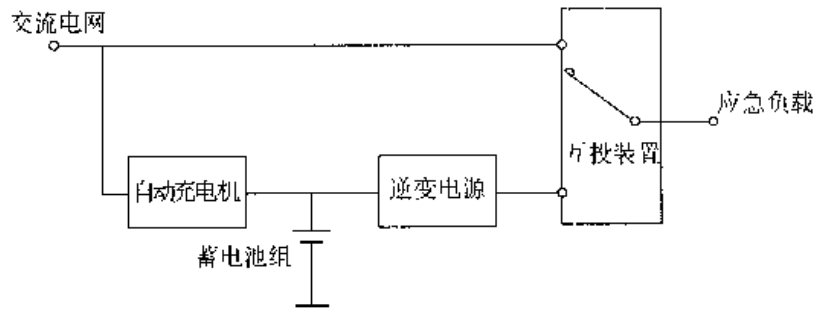 交流电网
应急负载
互投装置
自动充电机
逆变电源
蓄电池组